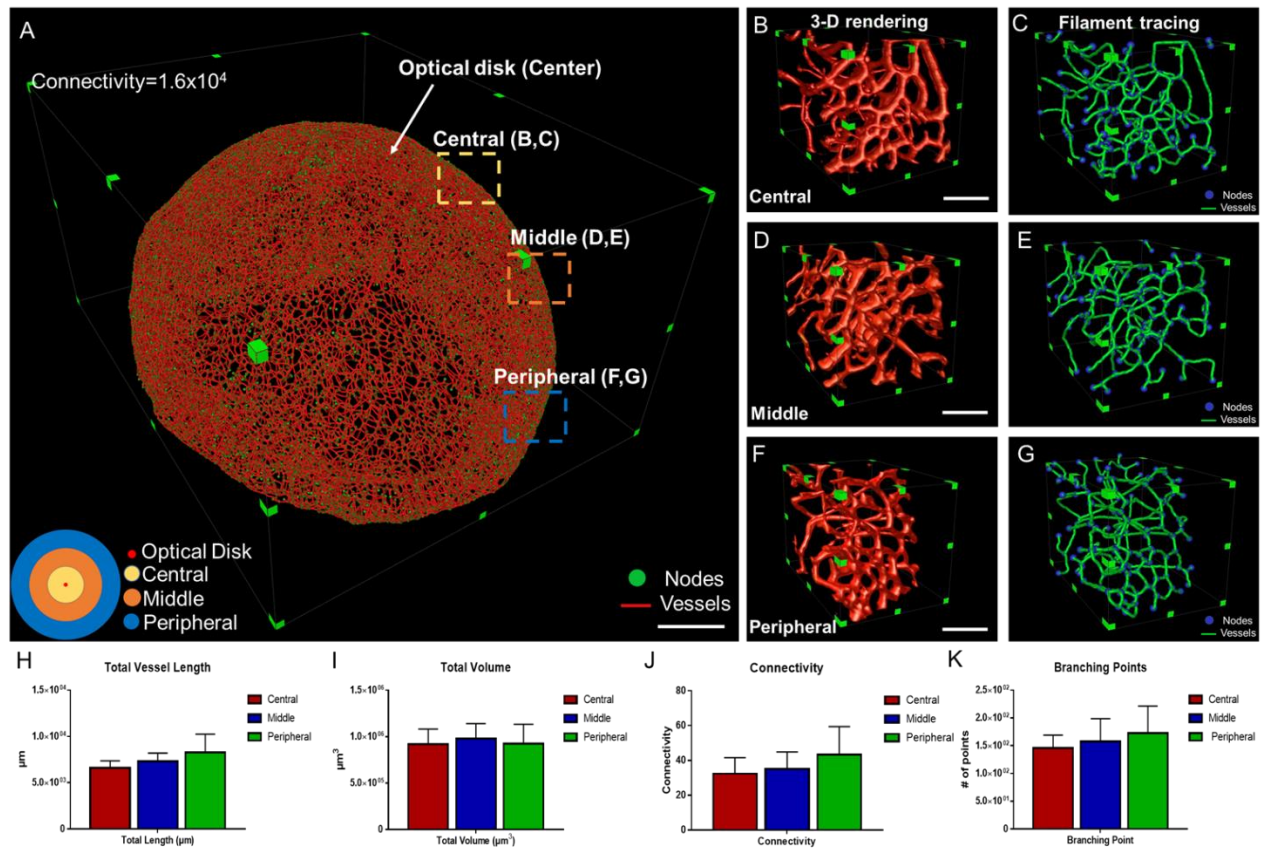 A
Connectivity=1.6x10⁴
Optical disk (Center)
Central (B,C)
Middle (D,E)
Peripheral (F,G)
Optical Disk
Central
Middle
Peripheral
Nodes
Vessels
B
3-D rendering
Central
C
Filament tracing
Nodes
Vessels
D
Middle
E
Nodes
Vessels
F
Peripheral
G
Nodes
Vessels
H
Total Vessel Length
1.5×10⁰⁴
1.0×10⁰⁴
5.0×10⁰³
0
µm
Total Length (µm)
Central
Middle
Peripheral
I
Total Volume
1.5×10⁰⁶
1.0×10⁰⁶
5.0×10⁰⁵
0
µm³
Total Volume (µm³)
Central
Middle
Peripheral
J
Connectivity
80
60
40
20
0
Connectivity
Connectivity
Central
Middle
Peripheral
K
Branching Points
2.5×10⁰²
2.0×10⁰²
1.5×10⁰²
1.0×10⁰²
5.0×10⁰¹
0
# of points
Branching Point
Central
Middle
Peripheral